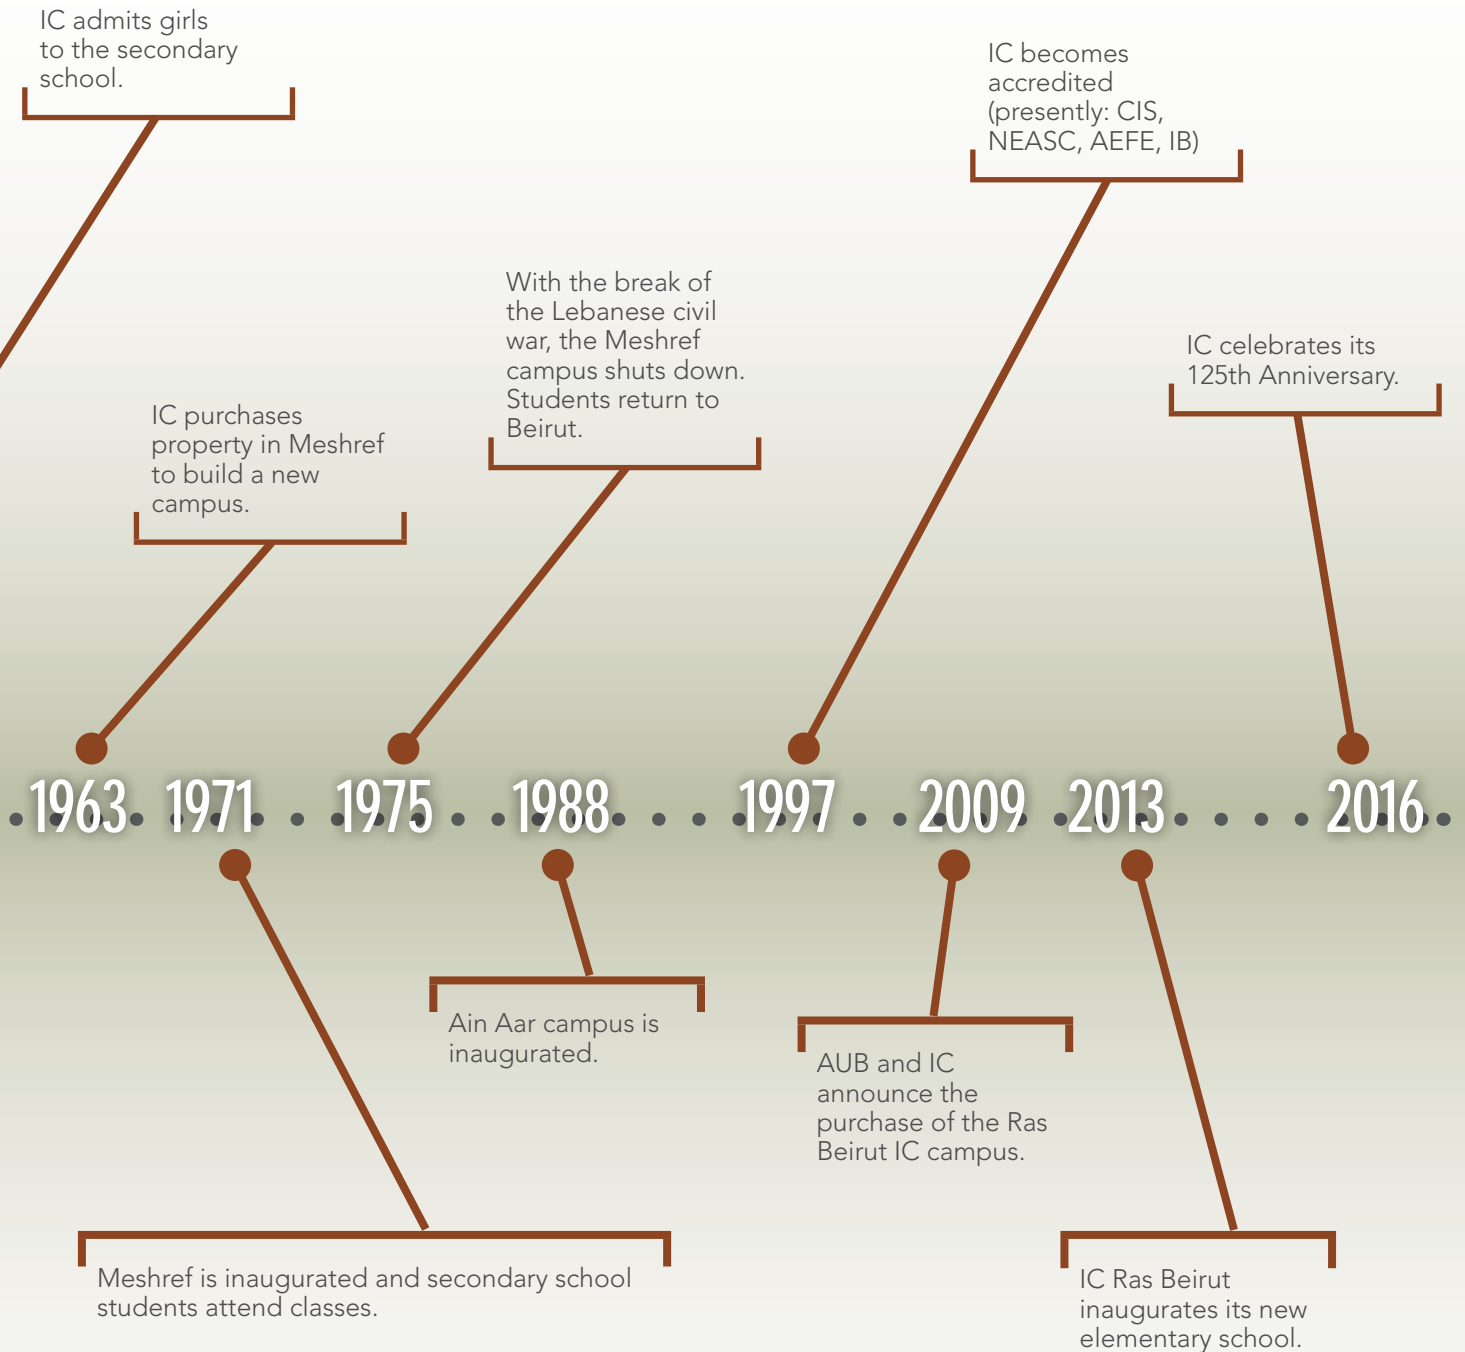 IC admits girls
to the secondary
school.
IC becomes
accredited
(presently: CIS,
NEASC, AEFE, IB)
With the break of
the Lebanese civil
war, the Meshref
campus shuts down.
Students return to
Beirut.
IC celebrates its
125th Anniversary.
IC purchases
property in Meshref
to build a new
campus.
1963 1971 1975 1988 1997 2009 2013 2016
Ain Aar campus is
inaugurated.
AUB and IC
announce the
purchase of the Ras
Beirut IC campus.
Meshref is inaugurated and secondary school
students attend classes.
IC Ras Beirut
inaugurates its new
elementary school.